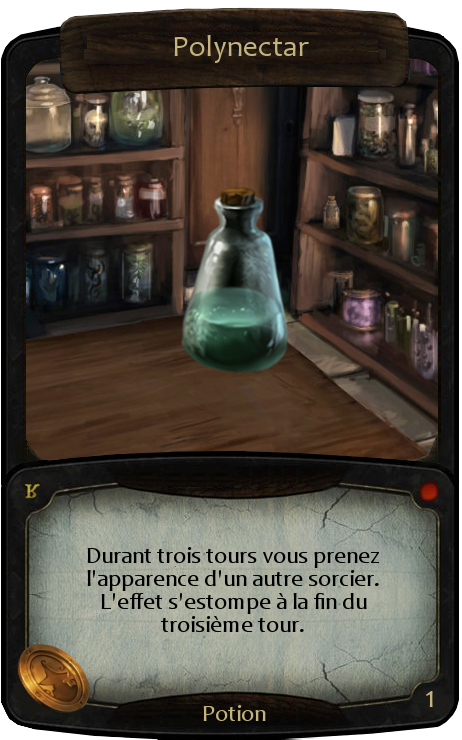 Polynectar
Durant trois tours vous prenez
l'apparence d'un autre sorcier.
L'effet s'estompe à la fin du
troisième tour.
1
Potion